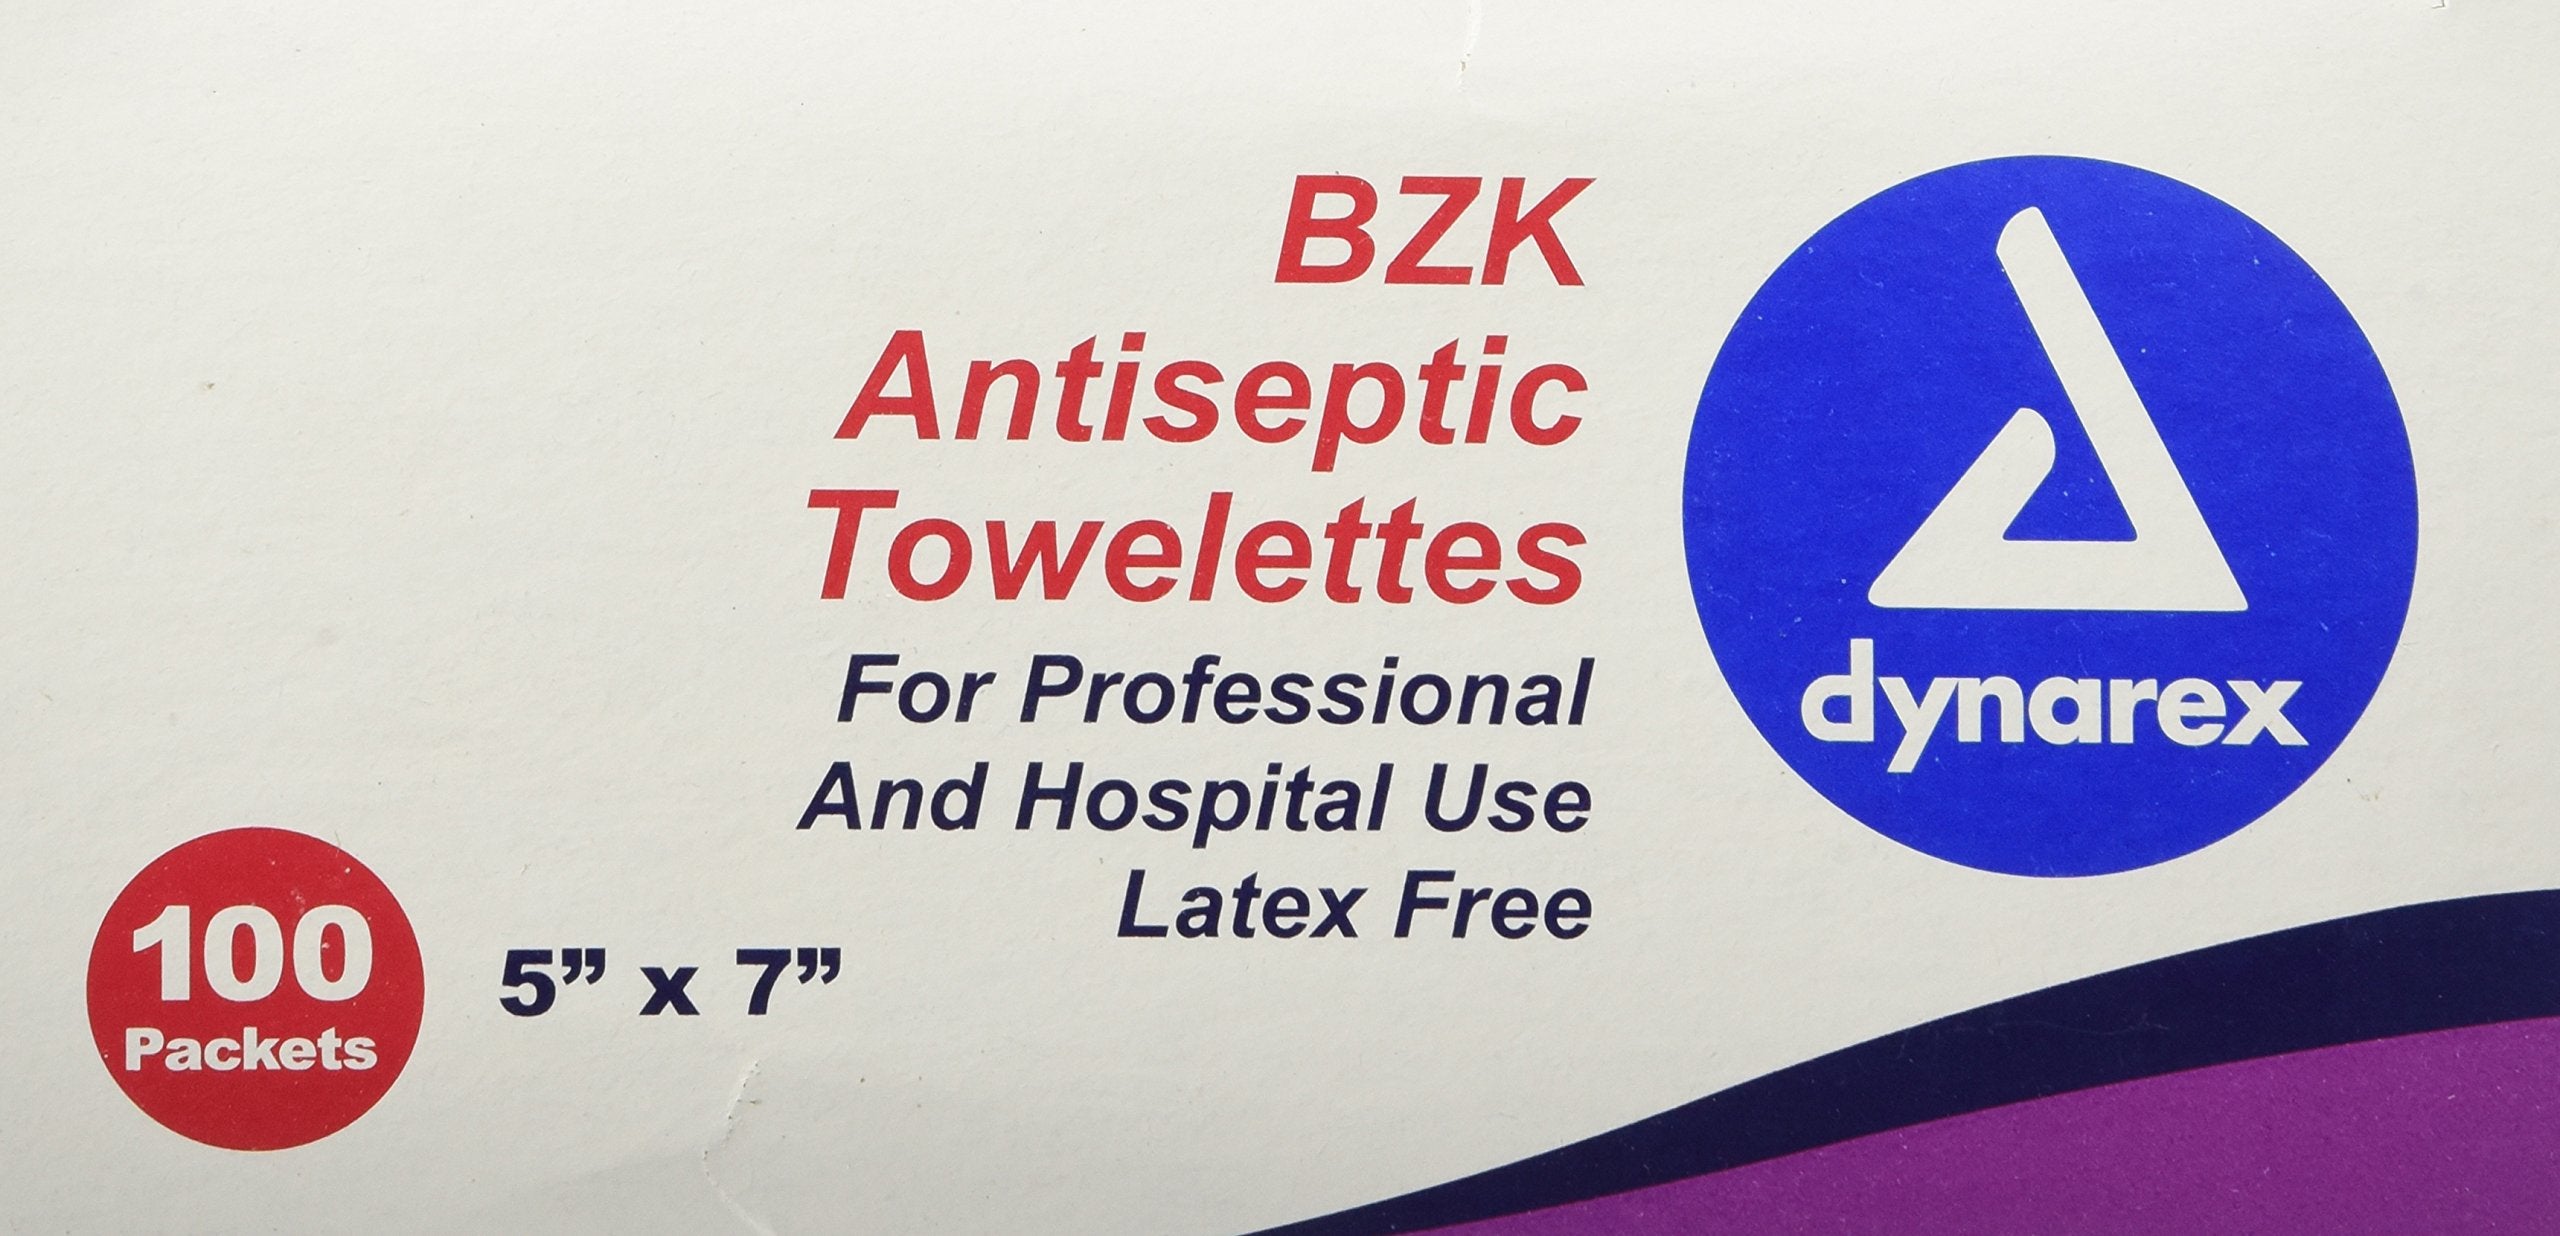 BZK
Antiseptic
Towelettes
For Professional
And Hospital Use
Latex Free
dynarex
100
Packets
5” x 7”